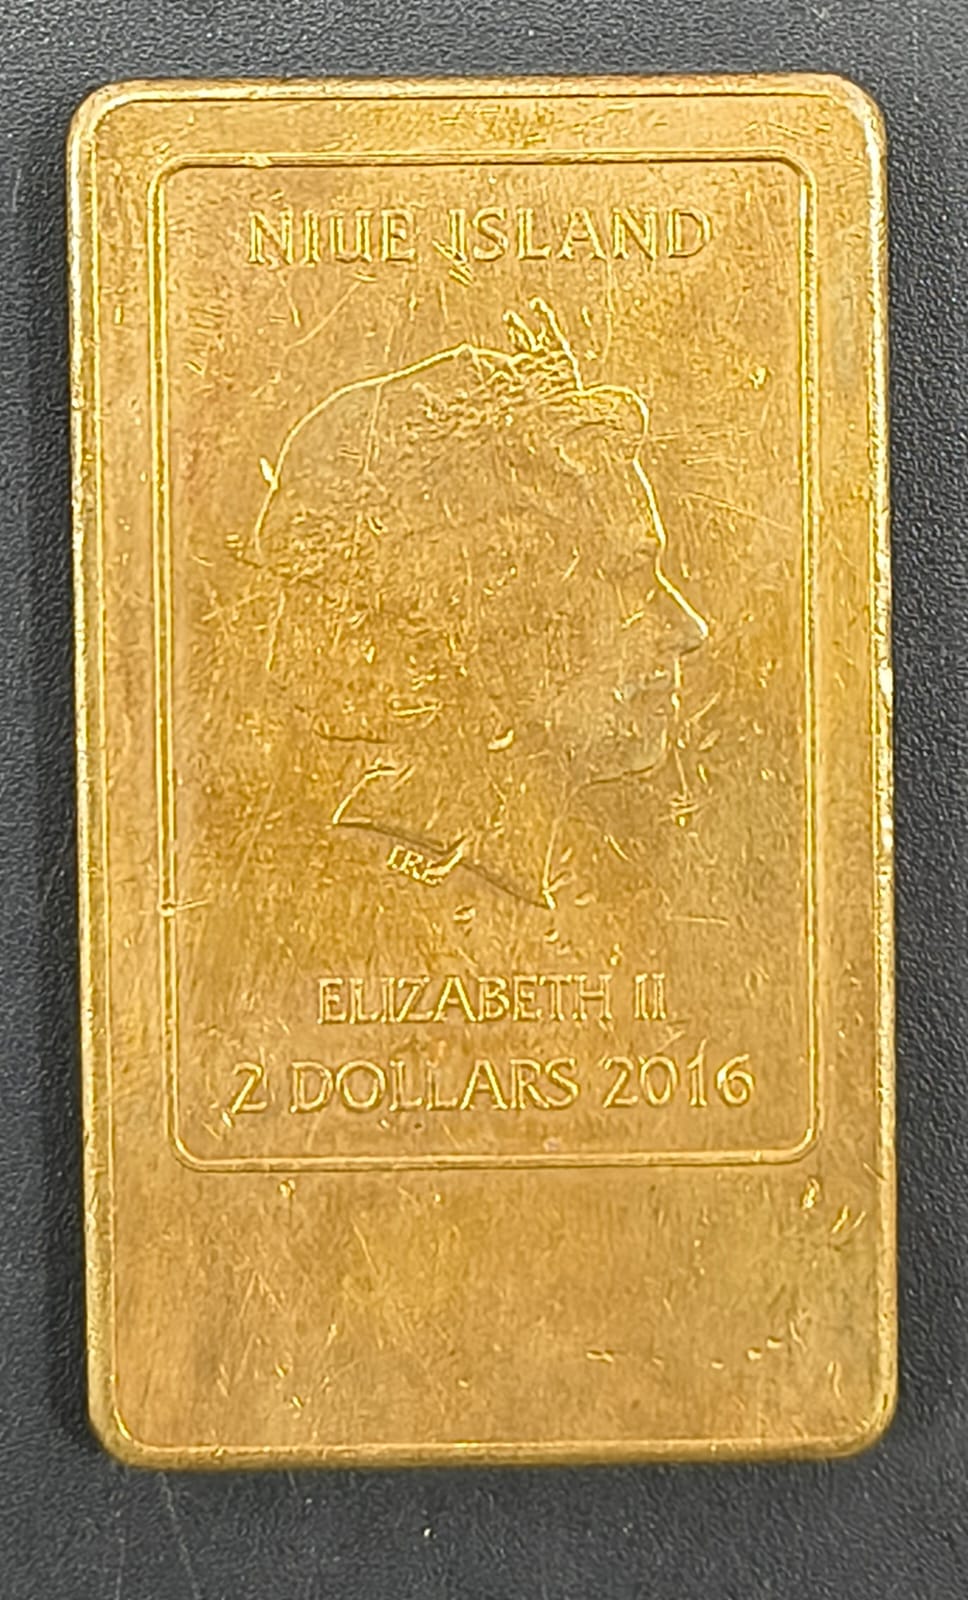 NIUE ISLAND
IRB
ELIZABETH II
2 DOLLARS 2016